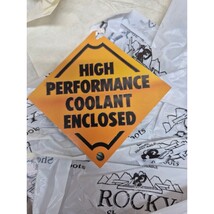 HIGH
PERFORMANCE
COOLANT
ENCLOSED
ROCKY